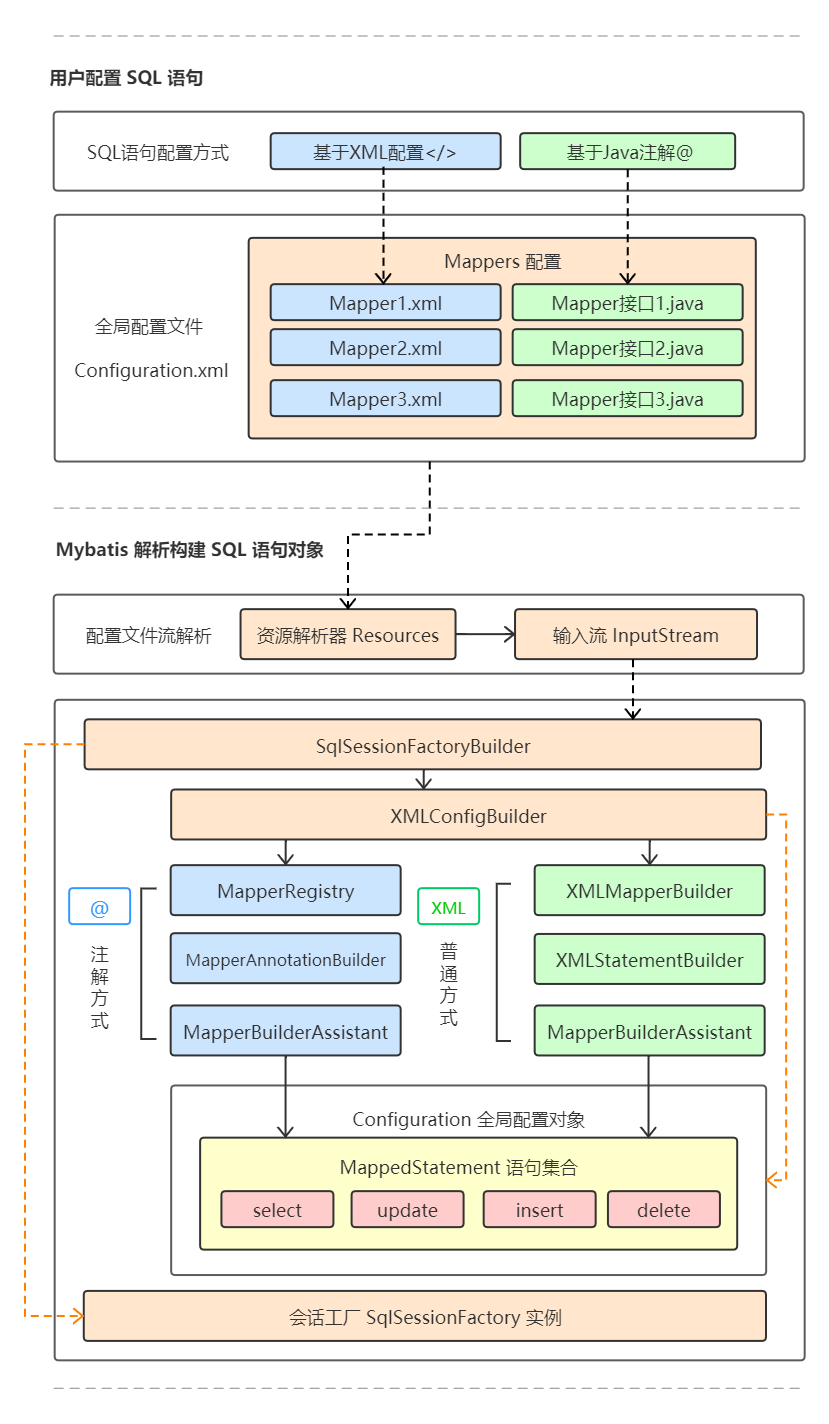 用户配置 SQL 语句
SQL语句配置方式
基于XML配置</>
基于Java注解@
Mappers 配置
全局配置文件
Configuration.xml
Mapper1.xml
Mapper接口1.java
Mapper2.xml
Mapper接口2.java
Mapper3.xml
Mapper接口3.java
Mybatis 解析构建 SQL 语句对象
配置文件流解析
资源解析器 Resources
输入流 InputStream
SqlSessionFactoryBuilder
XMLConfigBuilder
@
注解方式
MapperRegistry
MapperAnnotationBuilder
MapperBuilderAssistant
XML
普通方式
XMLMapperBuilder
XMLStatementBuilder
MapperBuilderAssistant
Configuration 全局配置对象
MappedStatement 语句集合
select
update
insert
delete
会话工厂 SqlSessionFactory 实例